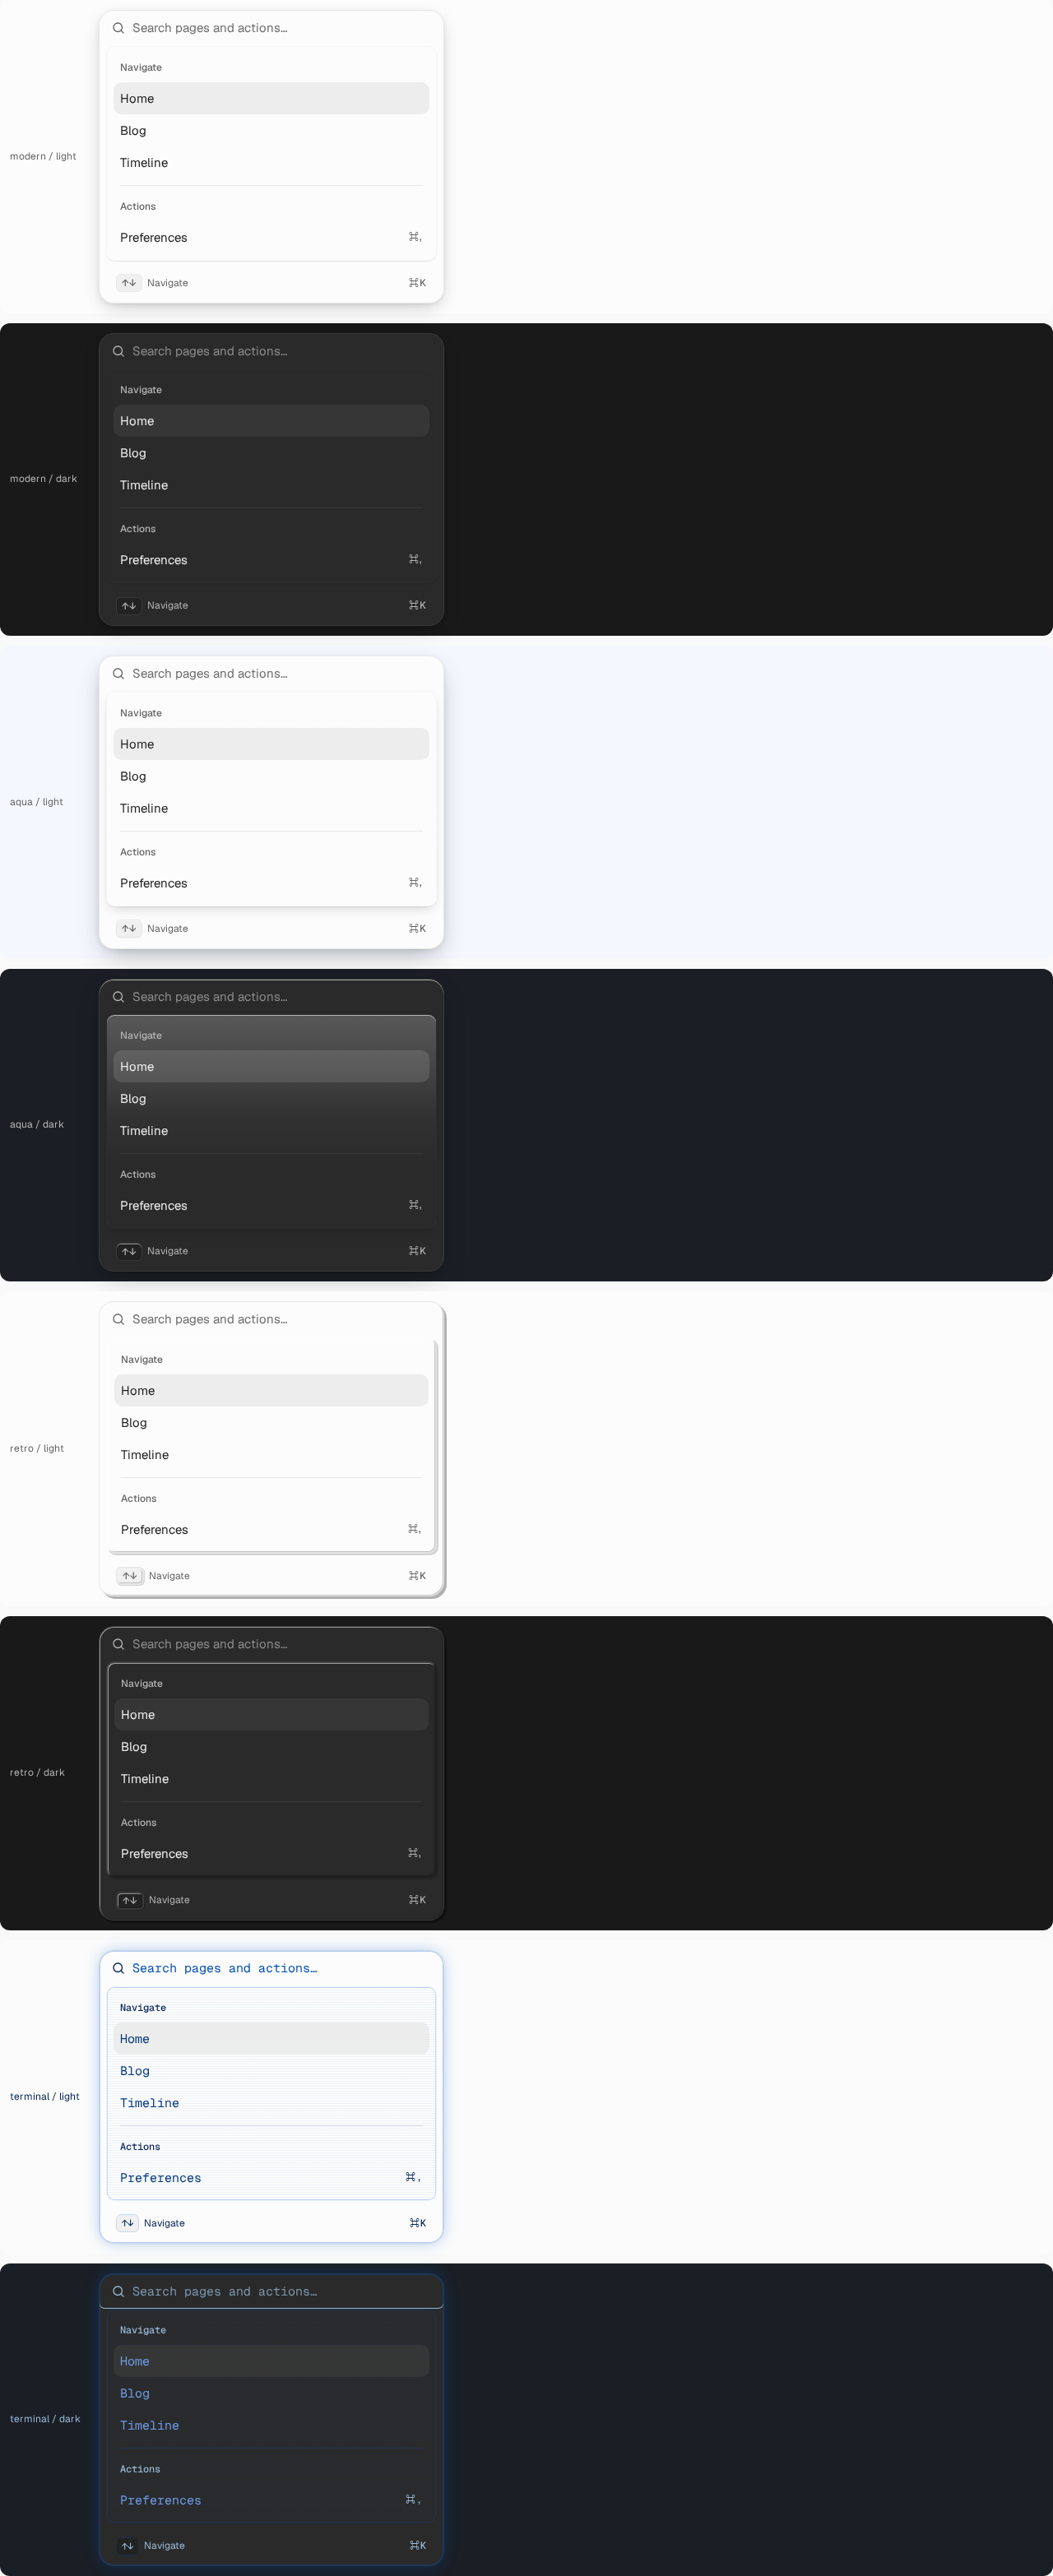 Search pages and actions…
Navigate
Home
Blog
modern / light
Timeline
Actions
Preferences ⌘,
↑↓ Navigate ⌘K
Search pages and actions…
Navigate
Home
Blog
modern / dark
Timeline
Actions
Preferences ⌘,
↑↓ Navigate ⌘K
Search pages and actions…
Navigate
Home
Blog
aqua / light
Timeline
Actions
Preferences ⌘,
↑↓ Navigate ⌘K
Search pages and actions…
Navigate
Home
Blog
aqua / dark
Timeline
Actions
Preferences ⌘,
↑↓ Navigate ⌘K
Search pages and actions…
Navigate
Home
Blog
retro / light
Timeline
Actions
Preferences ⌘,
↑↓ Navigate ⌘K
Search pages and actions…
Navigate
Home
Blog
retro / dark
Timeline
Actions
Preferences ⌘,
↑↓ Navigate ⌘K
Search pages and actions…
Navigate
Home
Blog
terminal / light
Timeline
Actions
Preferences ⌘,
↑↓ Navigate ⌘K
Search pages and actions…
Navigate
Home
Blog
terminal / dark
Timeline
Actions
Preferences ⌘,
↑↓ Navigate ⌘K